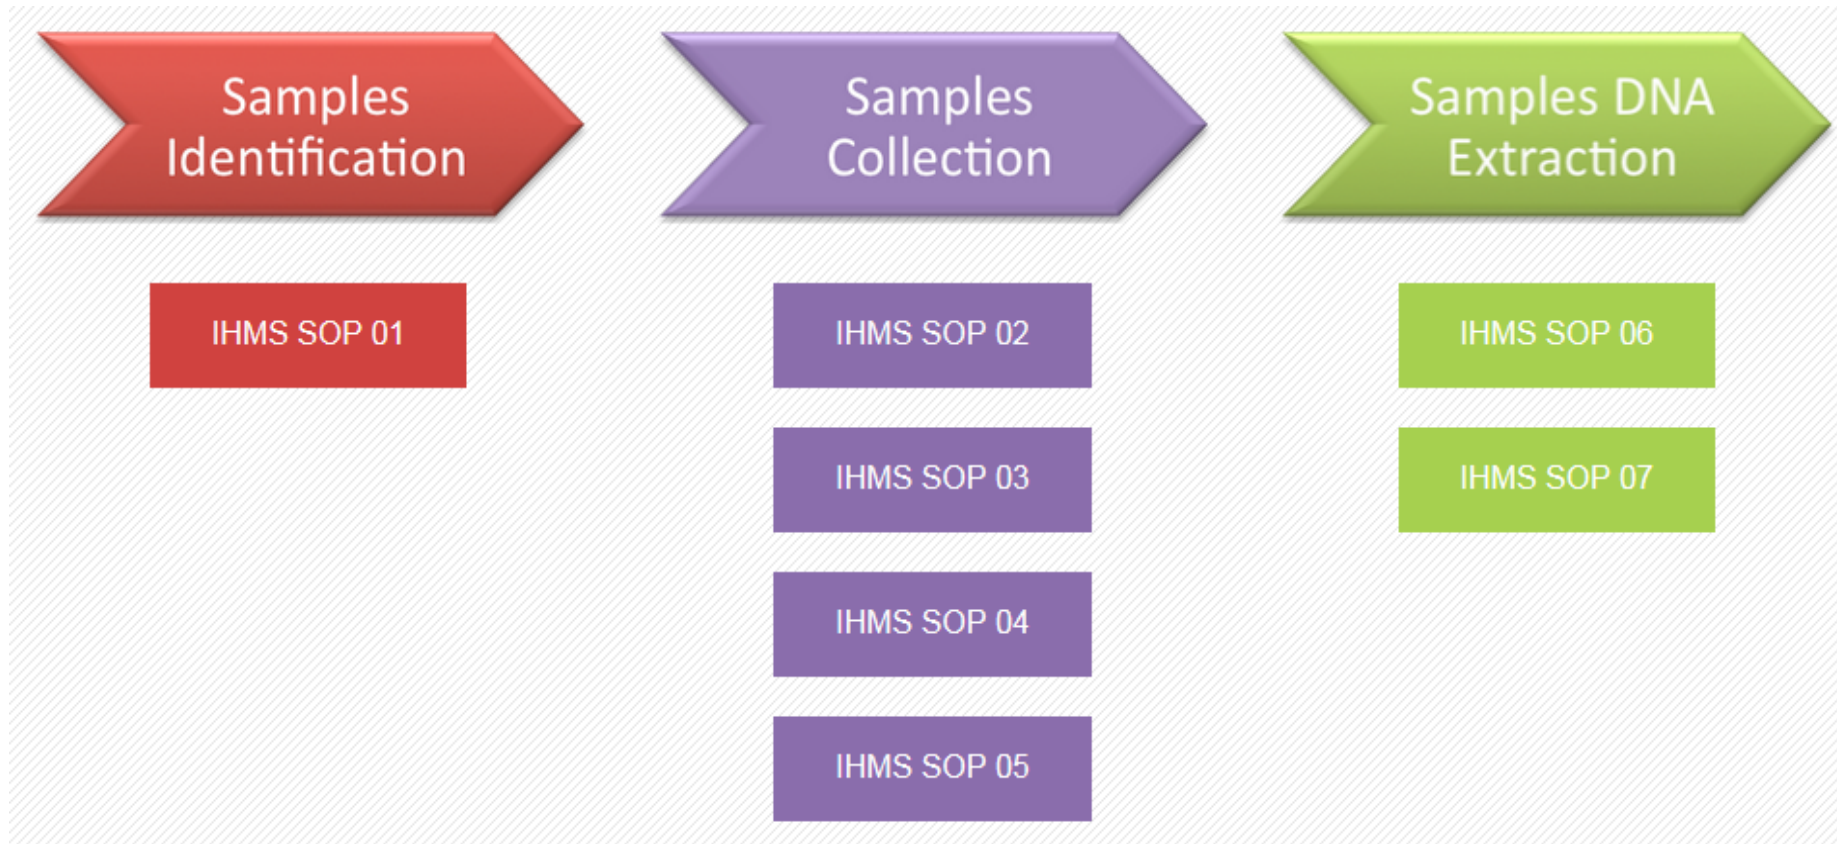 Samples
Identification
Samples
Collection
Samples DNA
Extraction
IHMS SOP 01
IHMS SOP 02
IHMS SOP 06
IHMS SOP 03
IHMS SOP 07
IHMS SOP 04
IHMS SOP 05